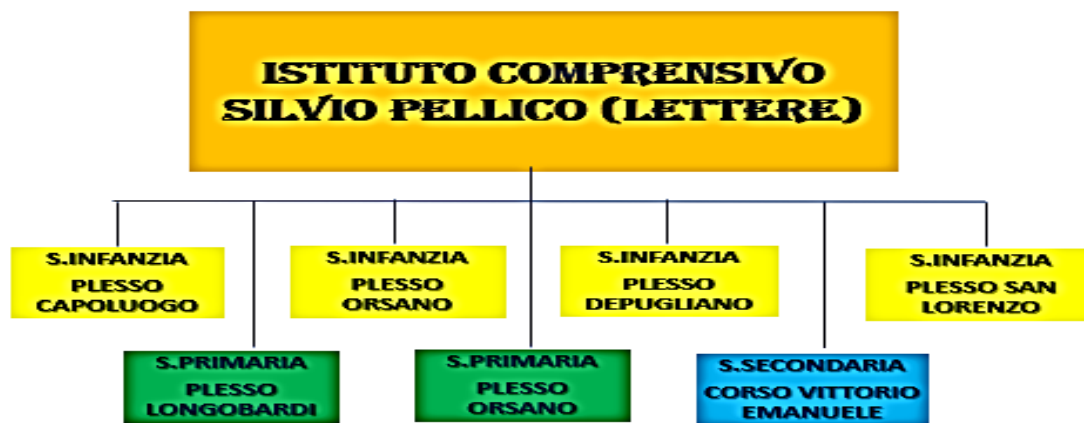 ISTITUTO COMPRENSIVO
SILVIO PELLICO (LETTERE)
S.INFANZIA
PLESSO
CAPOLUOGO
S.INFANZIA
PLESSO
ORSANO
S.INFANZIA
PLESSO
DEPUGLIANO
S.INFANZIA
PLESSO SAN
LORENZO
S.PRIMARIA
PLESSO
LONGOBARDI
S.PRIMARIA
PLESSO
ORSANO
S.SECONDARIA
CORSO VITTORIO
EMANUELE